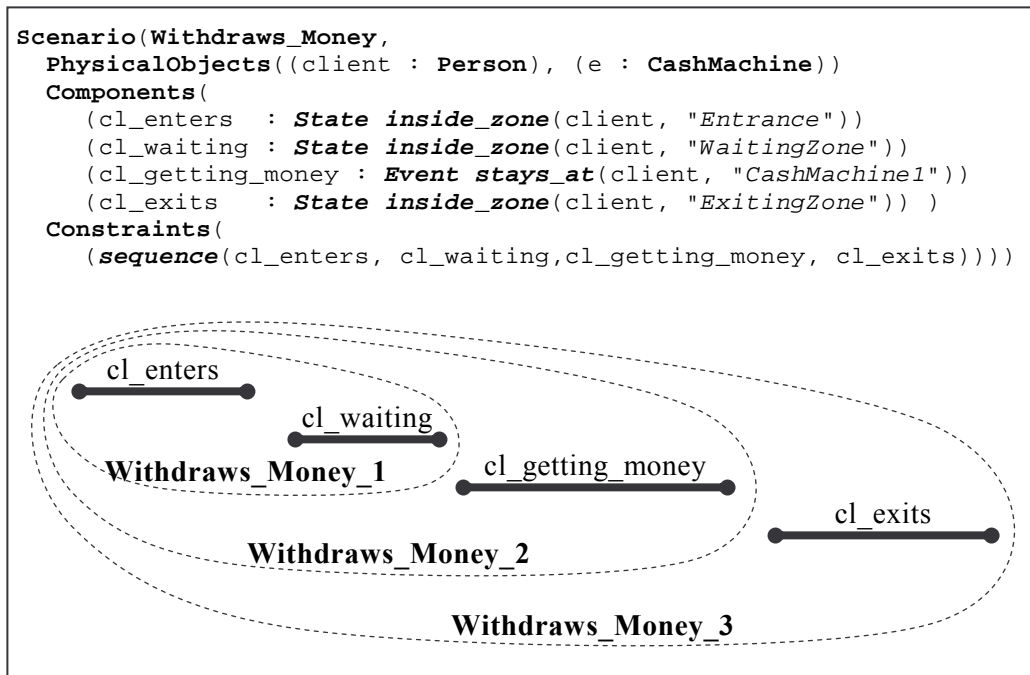 Scenario(Withdraws_Money,
PhysicalObjects((client : Person), (e : CashMachine))
Components(
(cl_enters : State inside_zone(client, "Entrance"))
(cl_waiting : State inside_zone(client, "WaitingZone"))
(cl_getting_money : Event stays_at(client, "CashMachine1"))
(cl_exits : State inside_zone(client, "ExitingZone")) )
Constraints(
(sequence(cl_enters, cl_waiting,cl_getting_money, cl_exits))))
cl_enters
cl_waiting
Withdraws_Money_1
cl_getting_money
cl_exits
Withdraws_Money_2
Withdraws_Money_3